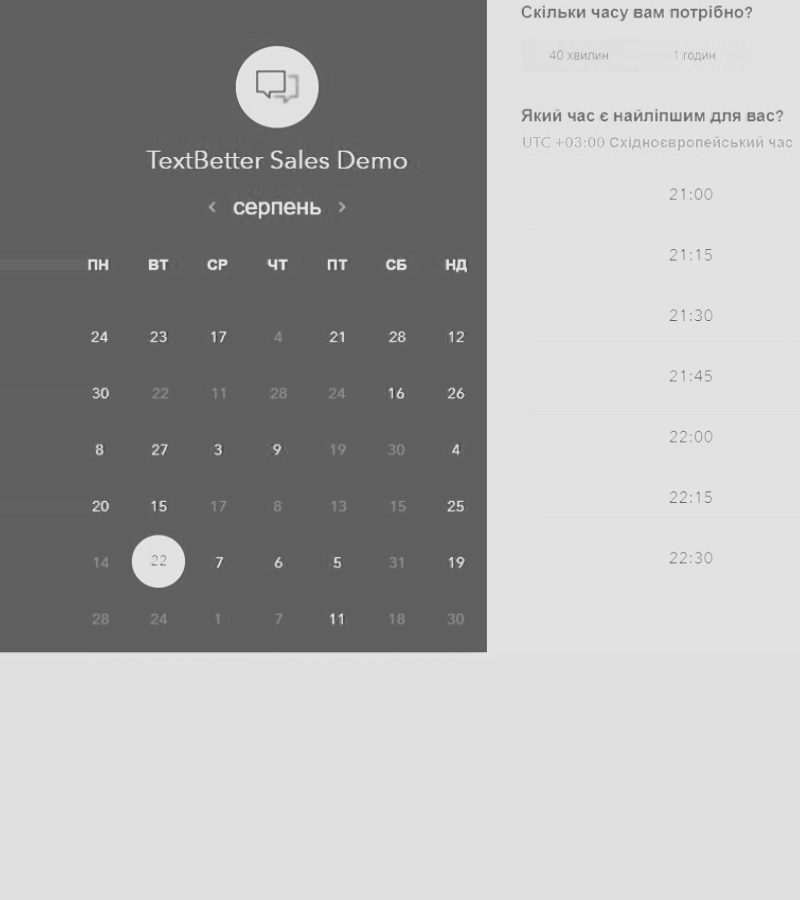 TextBetter Sales Demo
< серпень >
ПН ВТ СР ЧТ ПТ СБ НД
24 23 17 4 21 28 12
30 22 11 28 24 16 26
8 27 3 9 19 30 4
20 15 17 8 13 15 25
14 22 7 6 5 31 19
28 24 1 7 11 18 30
Скільки часу вам потрібно?
40 хвилин 1 годин
Який час є найліпшим для вас?
UTC +03:00 Східноєвропейський час
21:00
21:15
21:30
21:45
22:00
22:15
22:30